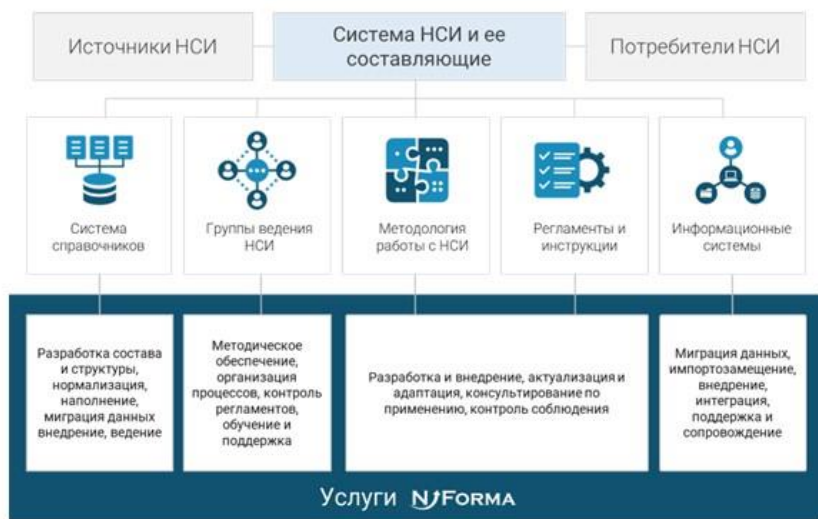 Источники НСИ
Система НСИ и ее
составляющие
Потребители НСИ
Система
справочников
Группы ведения
НСИ
Методология
работы с НСИ
Регламенты и
инструкции
Информационные
системы
Разработка состава
и структуры,
нормализация,
наполнение,
миграция данных
внедрение, ведение
Методическое
обеспечение,
организация
процессов, контроль
регламентов,
обучение и
поддержка
Разработка и внедрение, актуализация и
адаптация, консультирование по
применению, контроль соблюдения
Миграция данных,
импортозамещение,
внедрение,
интеграция,
поддержка и
сопровождение
Услуги NФORMA